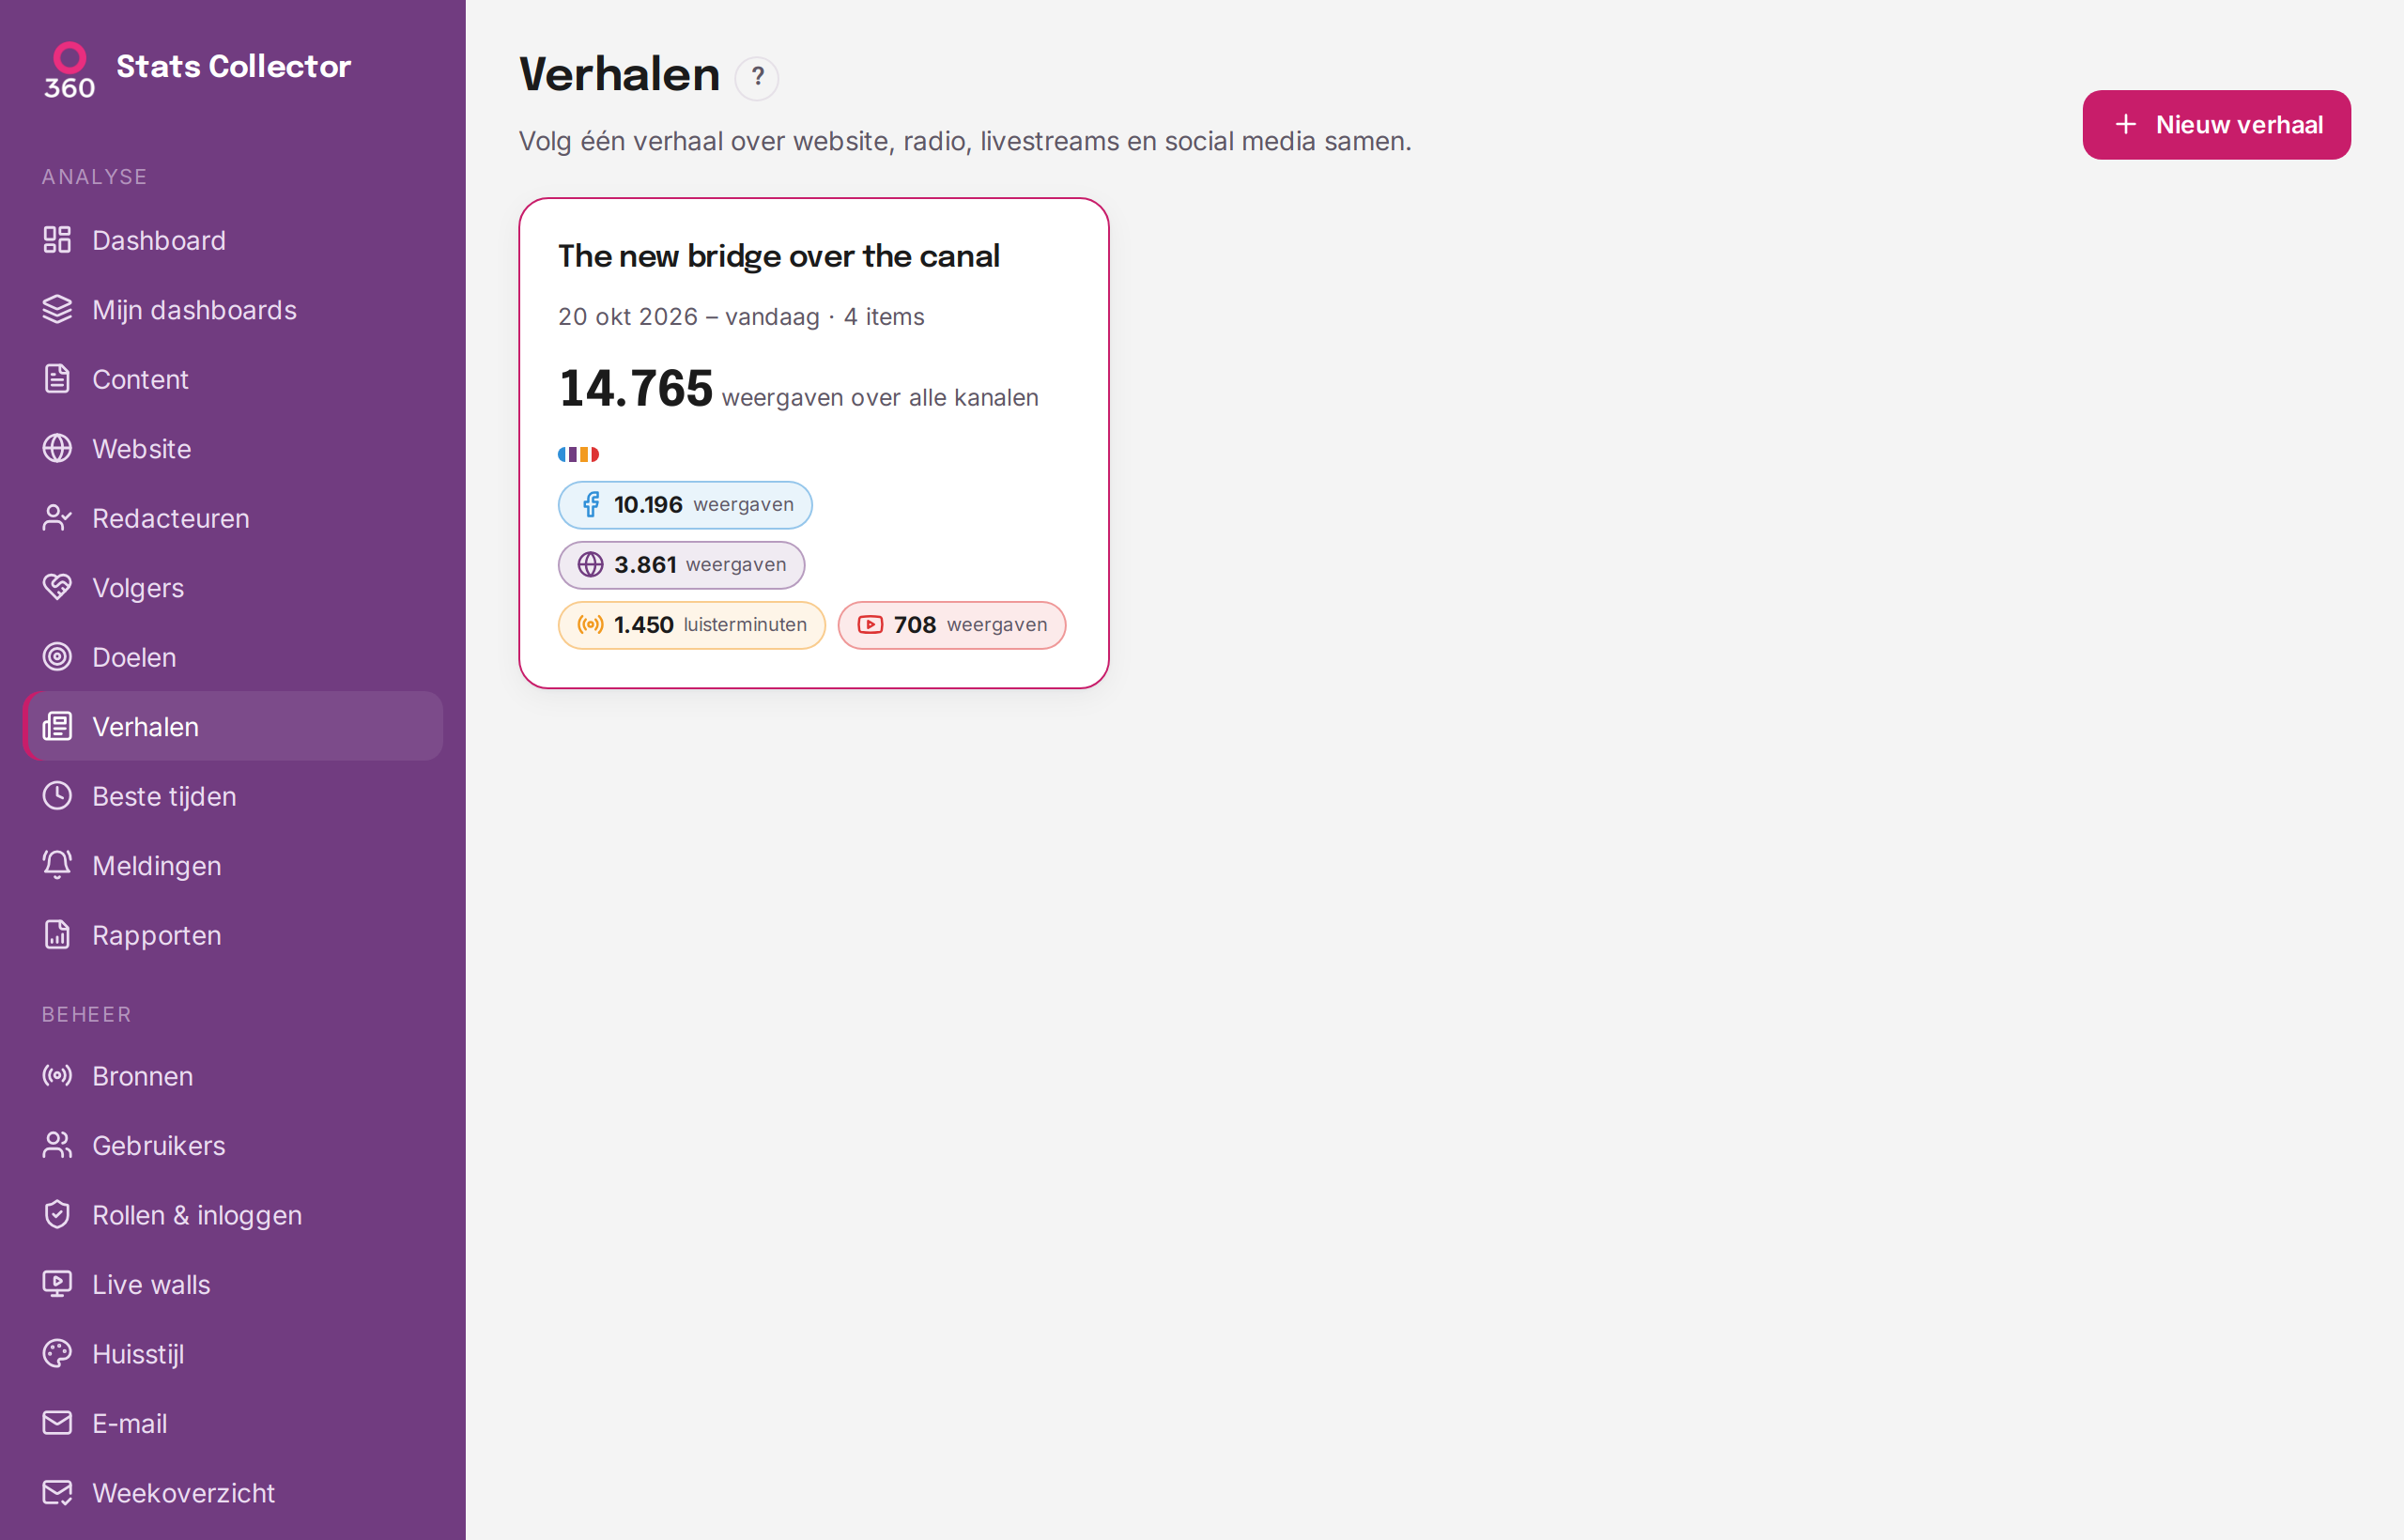 360
Stats Collector
ANALYSE
Dashboard
Mijn dashboards
Content
Website
Redacteuren
Volgers
Doelen
Verhalen
Beste tijden
Meldingen
Rapporten
BEHEER
Bronnen
Gebruikers
Rollen & inloggen
Live walls
Huisstijl
E-mail
Weekoverzicht
Verhalen ?
Volg één verhaal over website, radio, livestreams en social media samen.
+ Nieuw verhaal
The new bridge over the canal
20 okt 2026 – vandaag · 4 items
14.765 weergaven over alle kanalen
10.196 weergaven
3.861 weergaven
1.450 luisterminuten 708 weergaven